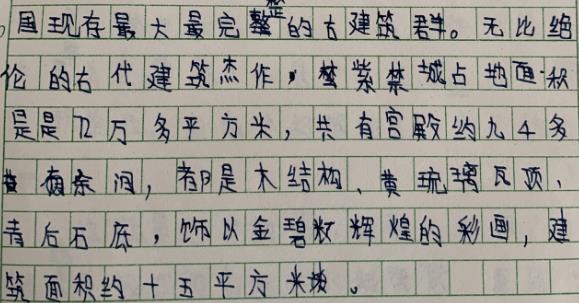 国现存最大最完整的古建筑群。无比绝
伦的古代建筑杰作，整紫禁城占地面积
是是72万多平方米，共有宫殿约九4多
有余间，都是木结构、黄琉璃瓦顶、
青石底，饰以金碧辉煌的彩画，建
筑面积约十五平方米。